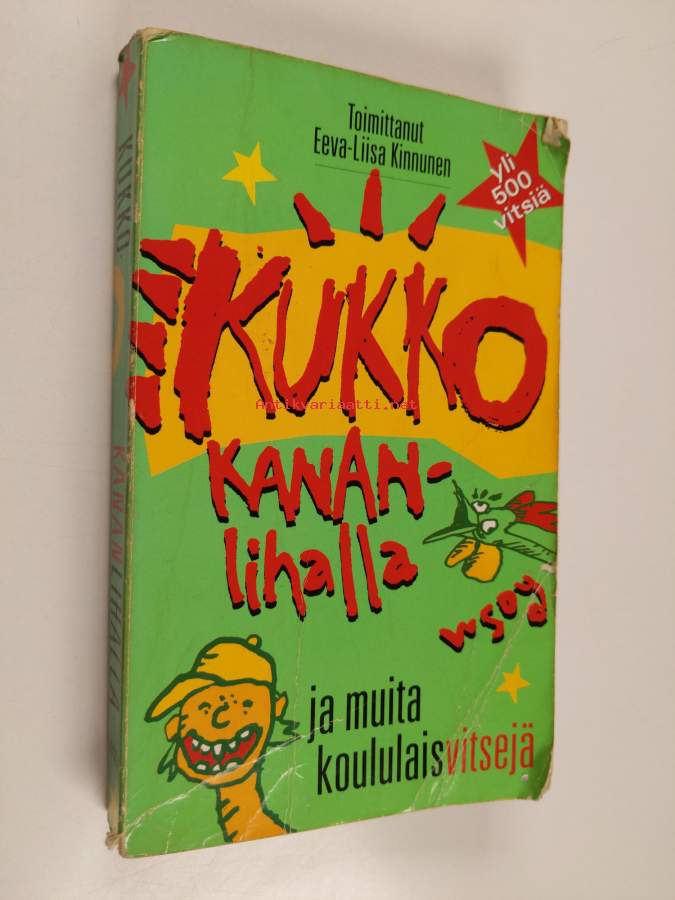 Toimittanut
Eeva-Liisa Kinnunen
yli
500
vitsiä
KUKKO
Antikvariaatti.net
KANAN-
lihalla
ja muita
koululaisvitsejä
KUKKO
KANANLIHALLA